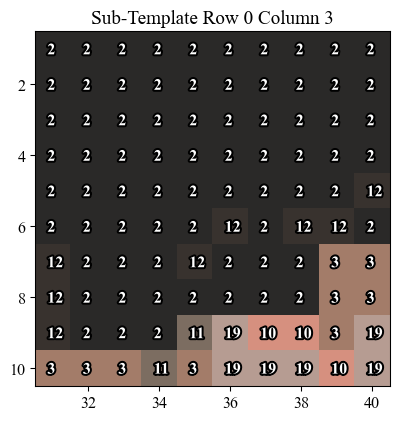 Sub-Template Row 0 Column 3
2 2 2 2 2 2 2 2 2 2
2 2 2 2 2 2 2 2 2 2 2
2 2 2 2 2 2 2 2 2 2
4 2 2 2 2 2 2 2 2 2 2
2 2 2 2 2 2 2 2 2 12
6 2 2 2 2 2 12 2 12 12 2
12 2 2 2 12 2 2 2 3 3
8 12 2 2 2 2 2 2 2 3 3
12 2 2 2 11 19 10 10 3 19
10 3 3 3 11 3 19 19 19 10 19
32 34 36 38 40